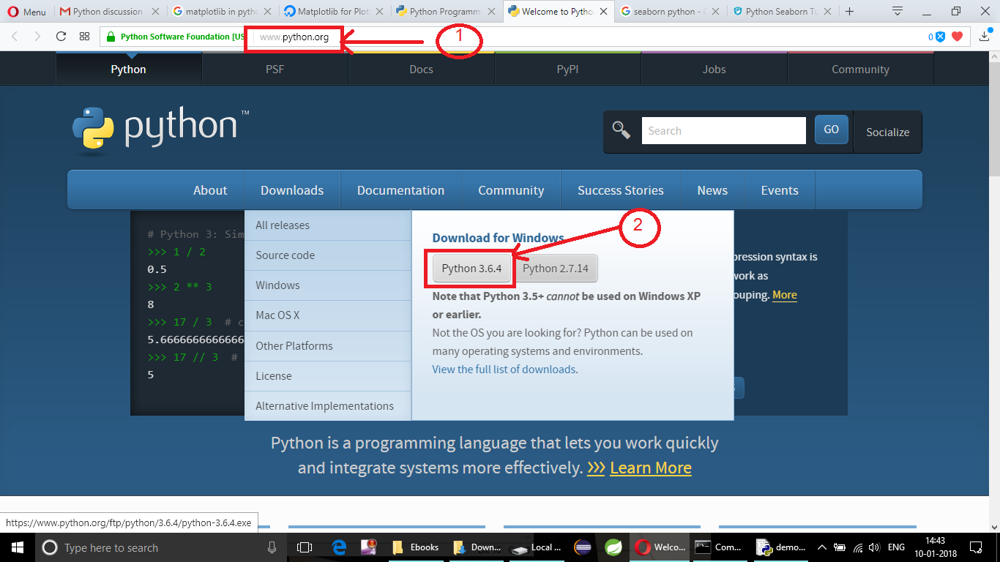 Menu
Python discussion
matplotlib in pytho
Matplotlib for Plot
Python Programmi
Welcome to Pytho
seaborn python - G
Python Seaborn Tu
Python Software Foundation [US
www.python.org
1
0
Python
PSF
Docs
PyPI
Jobs
Community
python™
Search
GO
Socialize
About
Downloads
Documentation
Community
Success Stories
News
Events
# Python 3: Sim
>>> 1 / 2
0.5
>>> 2 ** 3
8
>>> 17 / 3 # c
5.6666666666666
>>> 17 // 3 #
5
All releases
Source code
Windows
Mac OS X
Other Platforms
License
Alternative Implementations
Download for Windows
2
Python 3.6.4
Python 2.7.14
Note that Python 3.5+ cannot be used on Windows XP
or earlier.
Not the OS you are looking for? Python can be used on
many operating systems and environments.
View the full list of downloads.
pression syntax is
work as
ouping. More
Python is a programming language that lets you work quickly
and integrate systems more effectively. >>> Learn More
https://www.python.org/ftp/python/3.6.4/python-3.6.4.exe
Type here to search
4
Ebooks
Down...
Local ...
Welco...
Com...
demo...
ENG
14:43
10-01-2018